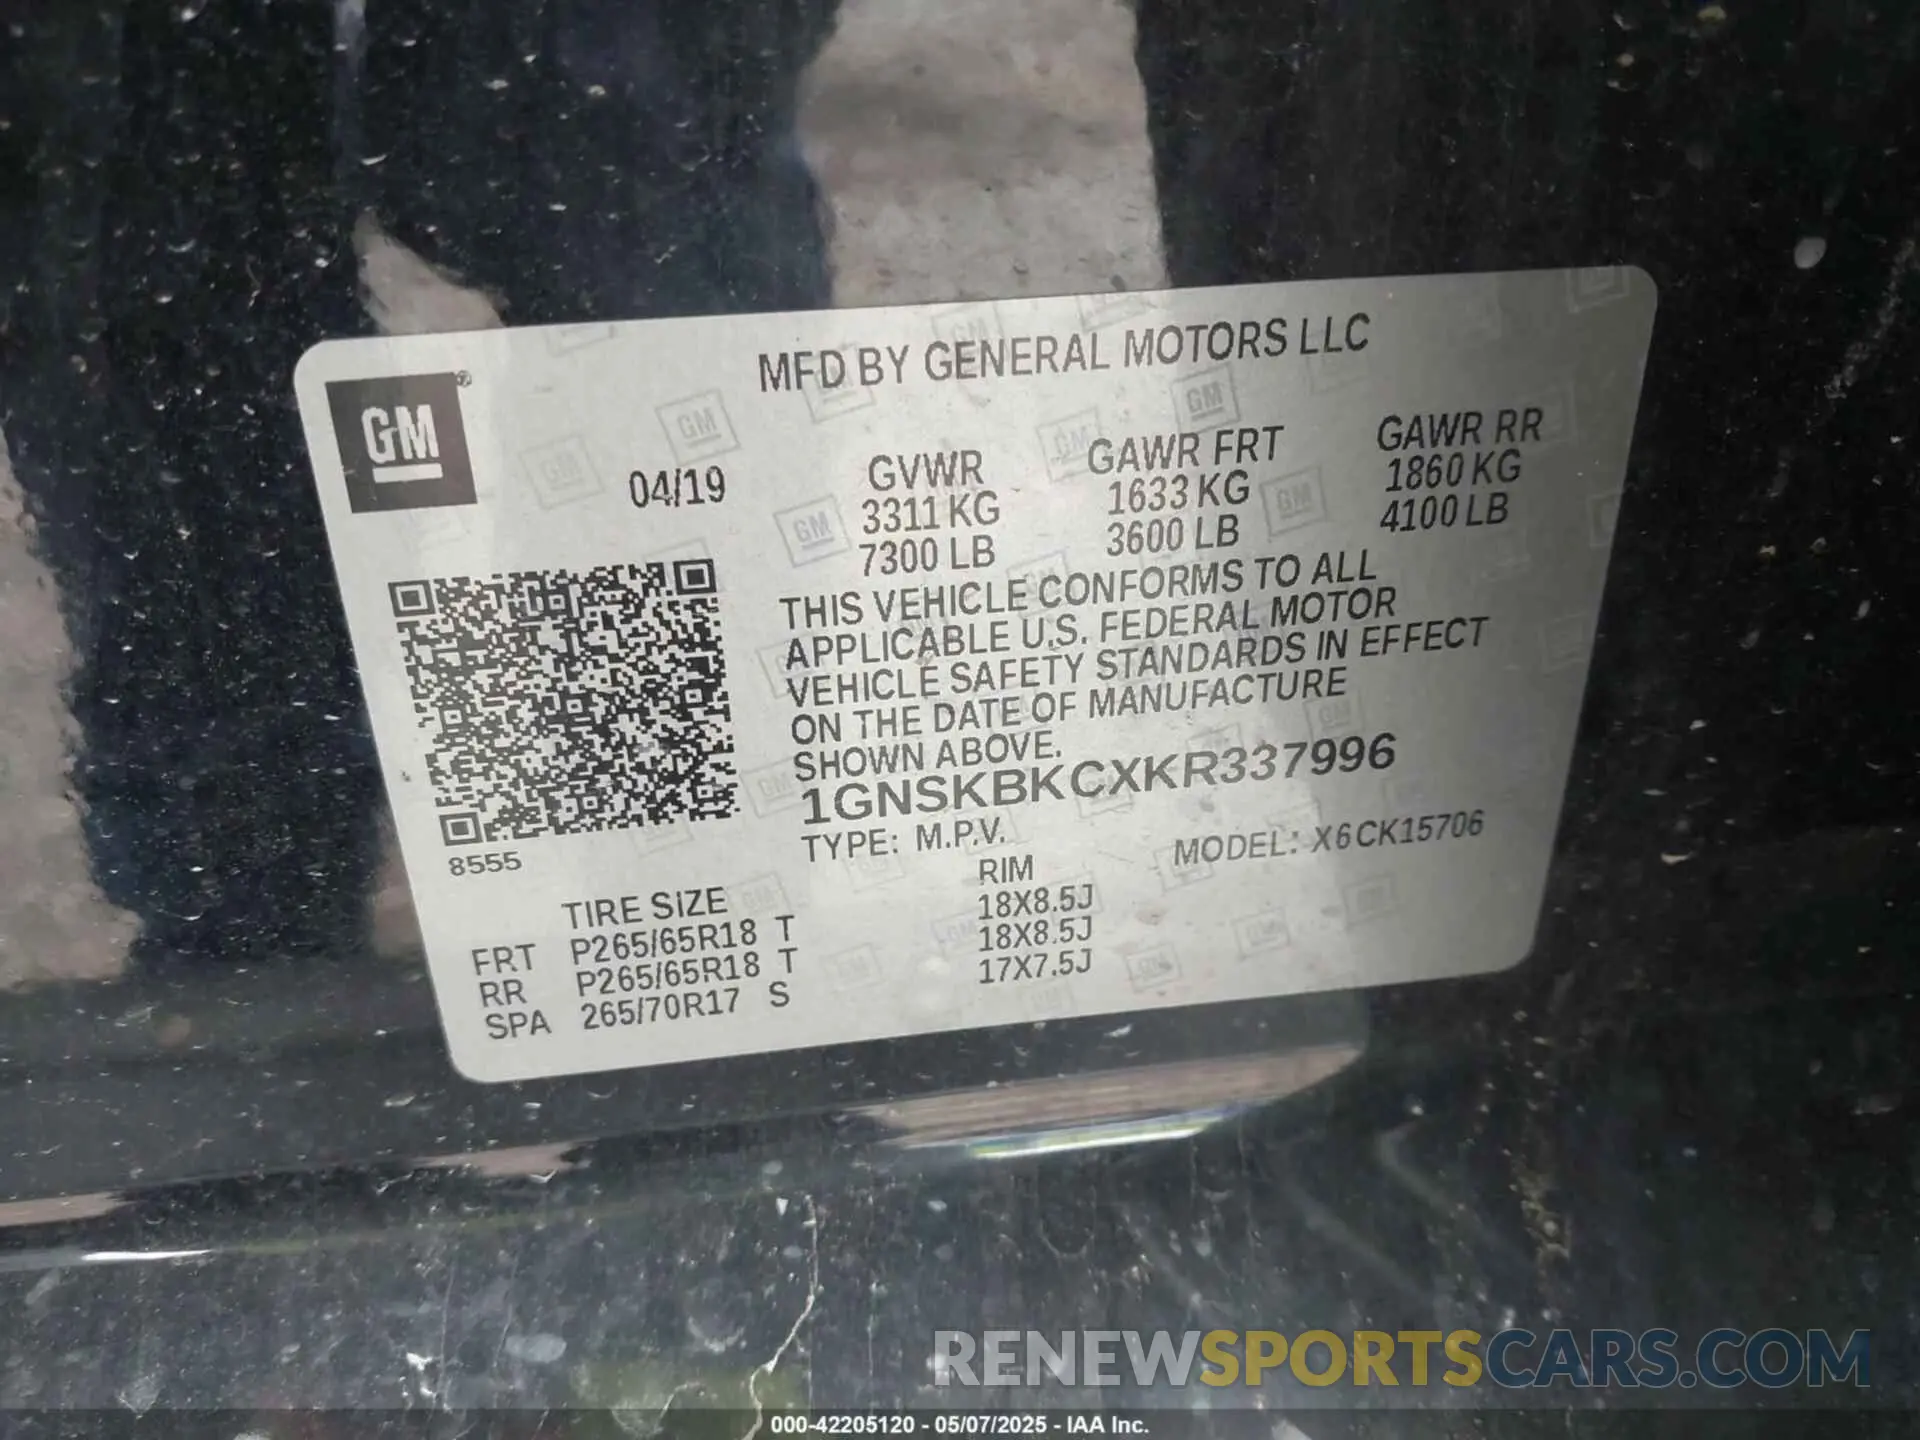 MFD BY GENERAL MOTORS LLC
GM®
04/19
GVWR GAWR FRT GAWR RR
3311 KG 1633 KG 1860 KG
7300 LB 3600 LB 4100 LB
THIS VEHICLE CONFORMS TO ALL
APPLICABLE U.S. FEDERAL MOTOR
VEHICLE SAFETY STANDARDS IN EFFECT
ON THE DATE OF MANUFACTURE
SHOWN ABOVE.
1GNSKBKCXKR337996
TYPE: M.P.V. MODEL: X6CK15706
8555
TIRE SIZE RIM
FRT P265/65R18 T 18X8.5J
RR P265/65R18 T 18X8.5J
SPA 265/70R17 S 17X7.5J
RENEWSPORTSCARS.COM
000-42205120 - 05/07/2025 - IAA Inc.